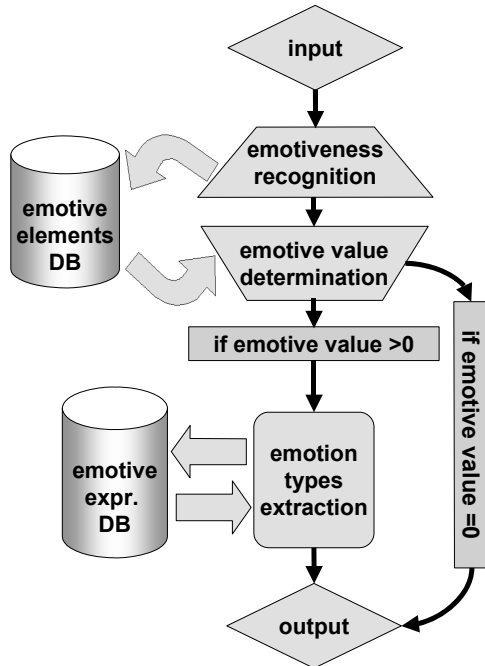 input
emotiveness
recognition
emotive
elements
DB
emotive value
determination
if emotive value >0
if emotive value =0
emotive
expr.
DB
emotion
types
extraction
output